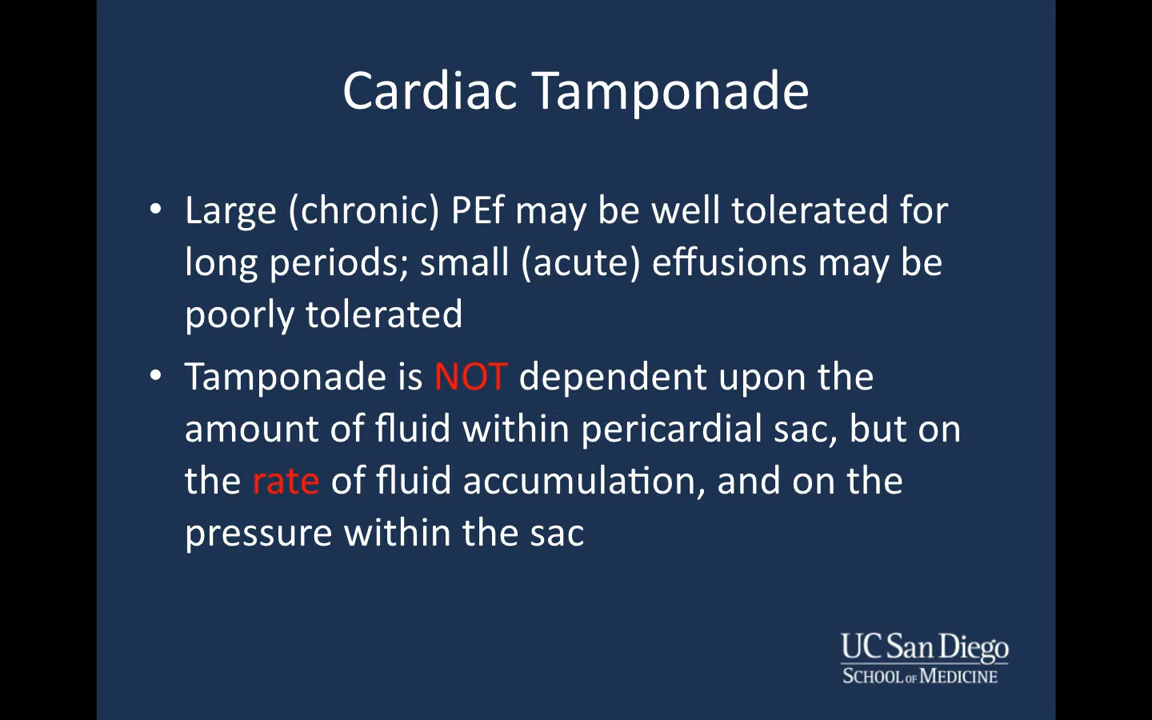 Cardiac Tamponade
• Large (chronic) PEf may be well tolerated for
long periods; small (acute) effusions may be
poorly tolerated
• Tamponade is NOT dependent upon the
amount of fluid within pericardial sac, but on
the rate of fluid accumulation, and on the
pressure within the sac
UC San Diego
SCHOOL OF MEDICINE